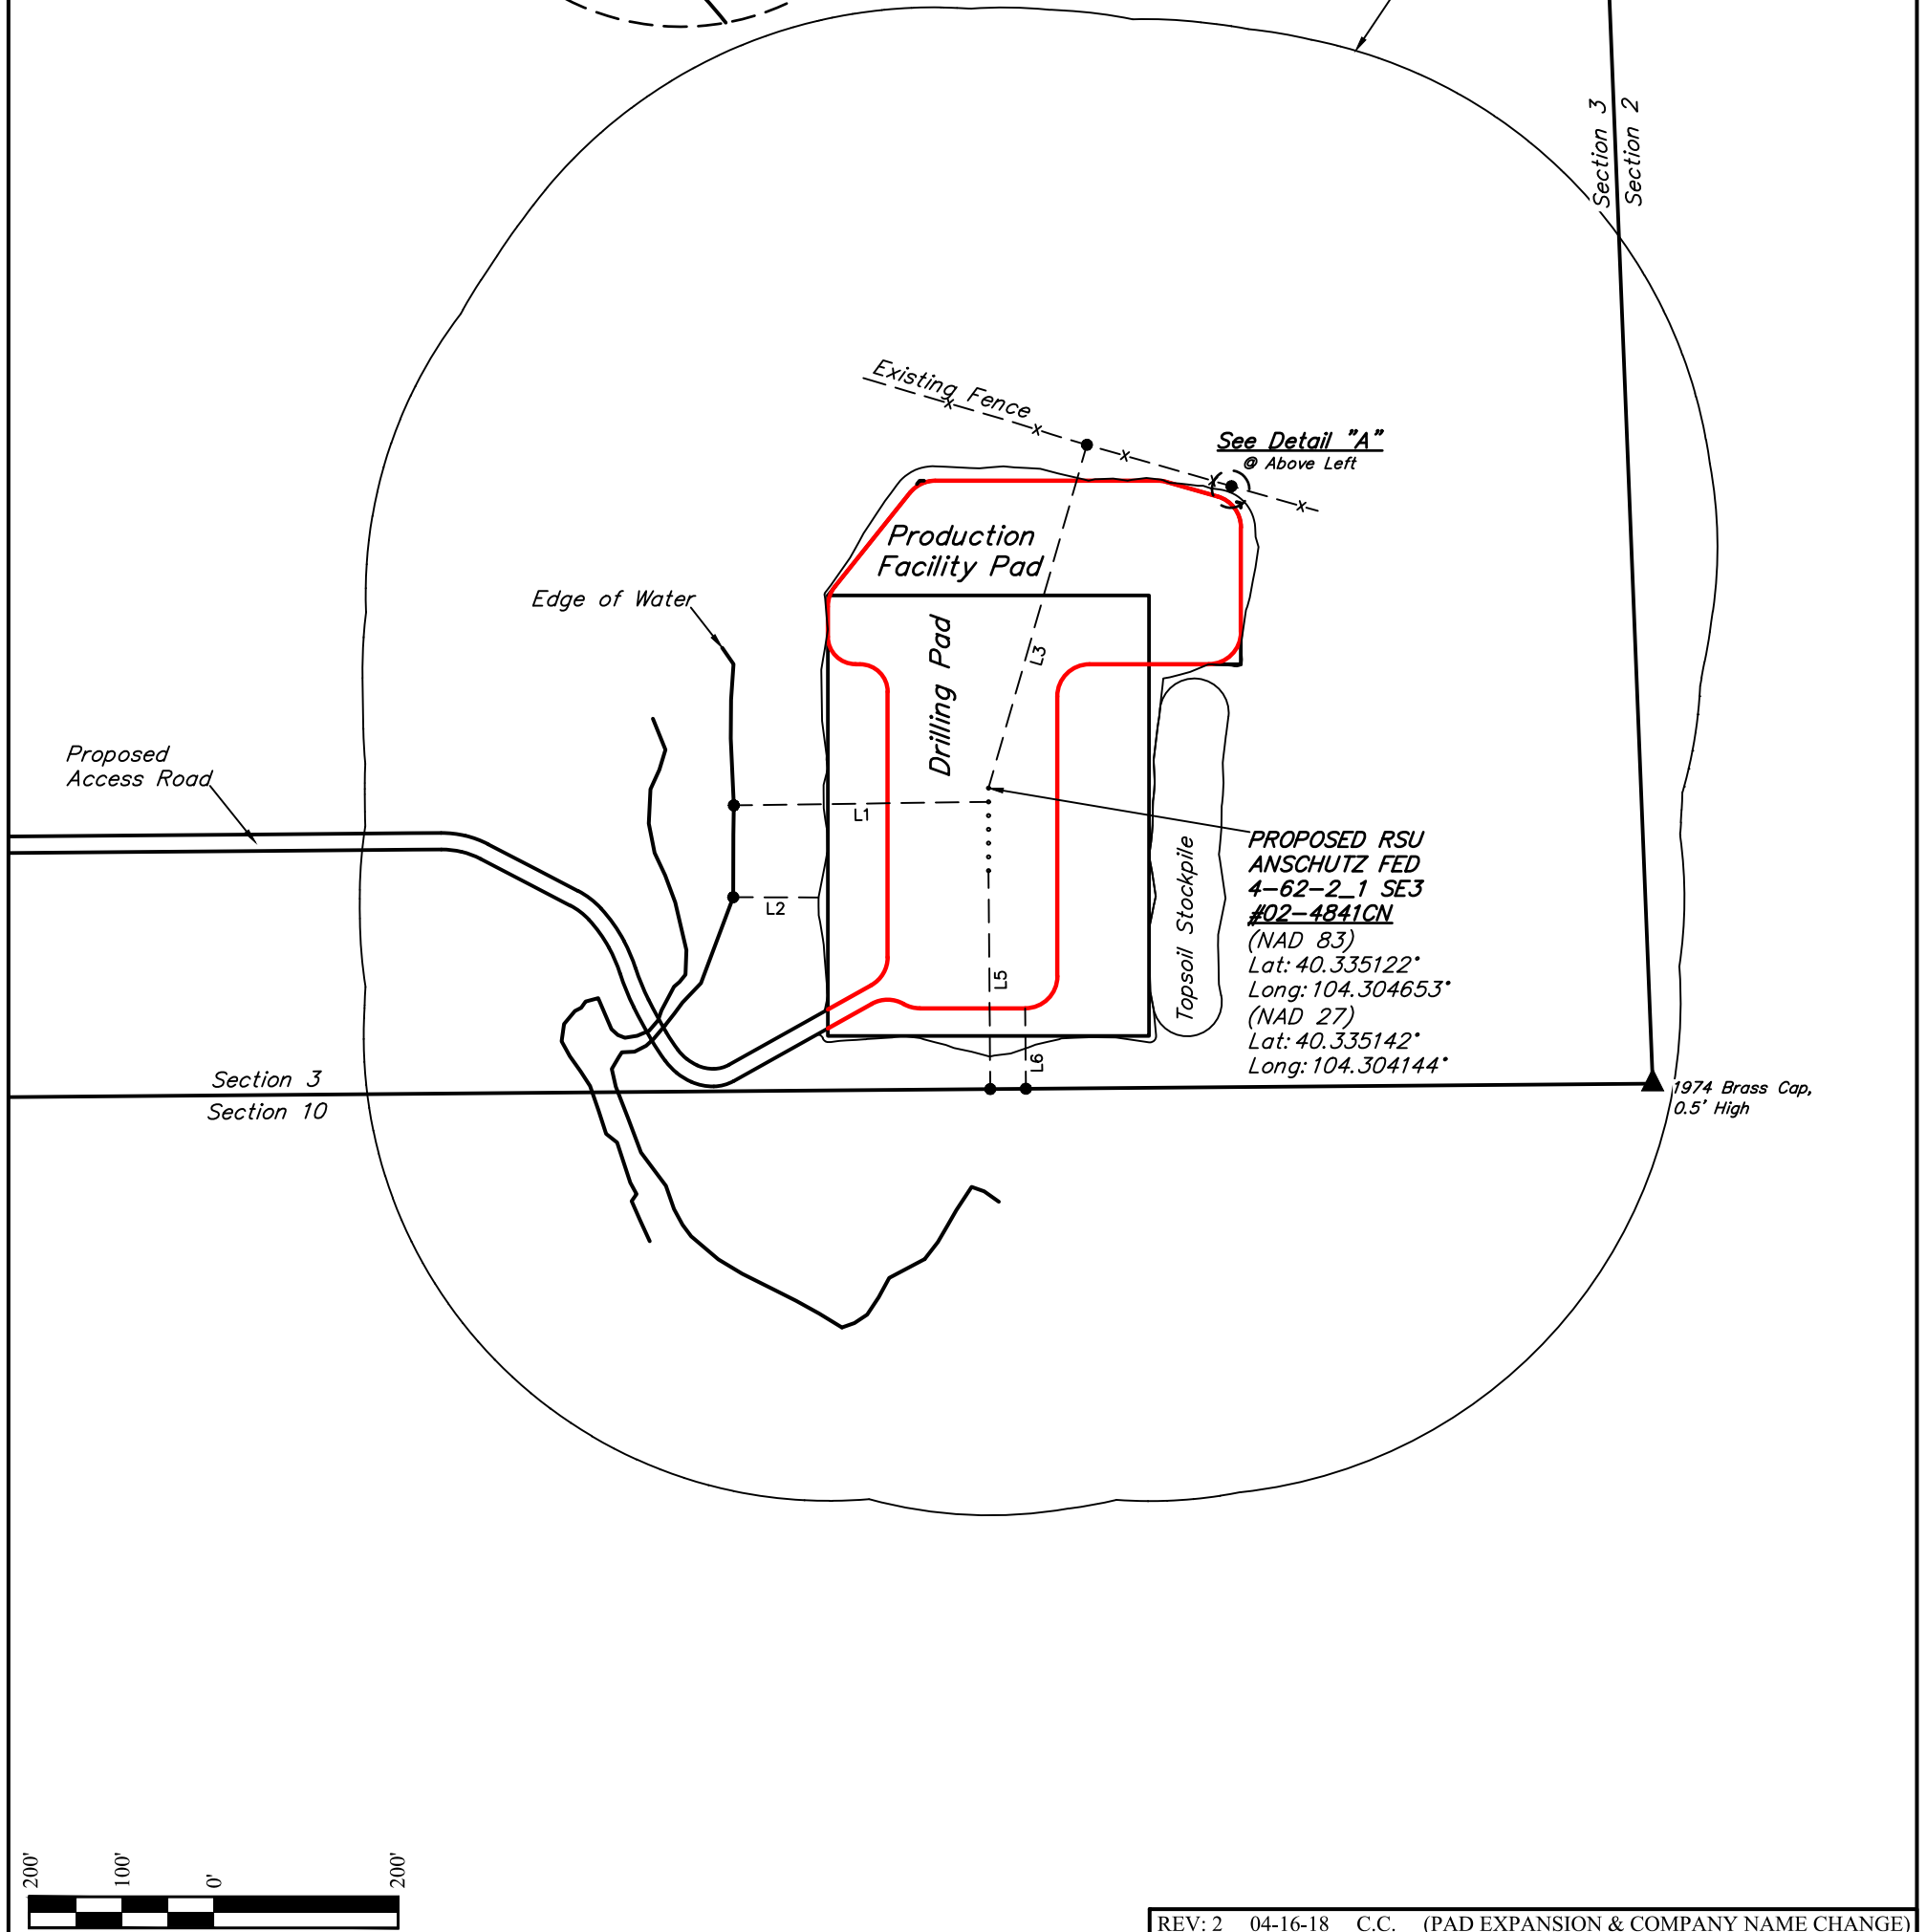 Section 3
Section 2
Existing Fence
x
x
x
x
x
See Detail "A"
@ Above Left
Production
Facility Pad
Edge of Water
Drilling Pad
L3
Proposed
Access Road
L1
L2
L5
L6
Topsoil Stockpile
PROPOSED RSU
ANSCHUTZ FED
4-62-2_1 SE3
#02-4841CN
(NAD 83)
Lat: 40.335122°
Long: 104.304653°
(NAD 27)
Lat: 40.335142°
Long: 104.304144°
Section 3
Section 10
1974 Brass Cap,
0.5' High
200'
100'
0'
200'
REV: 2 04-16-18 C.C. (PAD EXPANSION & COMPANY NAME CHANGE)